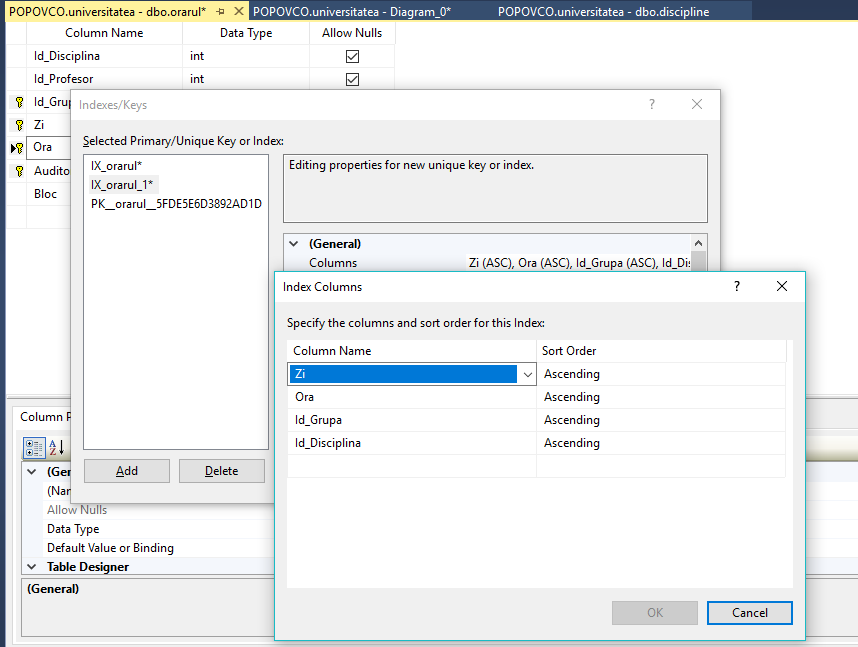 POPOVCO.universitatea - dbo.orarul* POPOVCO.universitatea - Diagram_0* POPOVCO.universitatea - dbo.discipline
Column Name Data Type Allow Nulls
Id_Disciplina int
Id_Profesor int
Id_Grup
Zi
Ora
Audito
Bloc
Indexes/Keys ?
Selected Primary/Unique Key or Index:
IX_orarul*
IX_orarul_1*
PK__orarul__5FDE5E6D3892AD1D
Editing properties for new unique key or index.
(General)
Columns Zi (ASC), Ora (ASC), Id_Grupa (ASC), Id_Dis
Add Delete
Index Columns ?
Specify the columns and sort order for this Index:
Column Name Sort Order
Zi Ascending
Ora Ascending
Id_Grupa Ascending
Id_Disciplina Ascending
OK Cancel
Column P
(Ger
(Nan
Allow Nulls
Data Type
Default Value or Binding
Table Designer
(General)